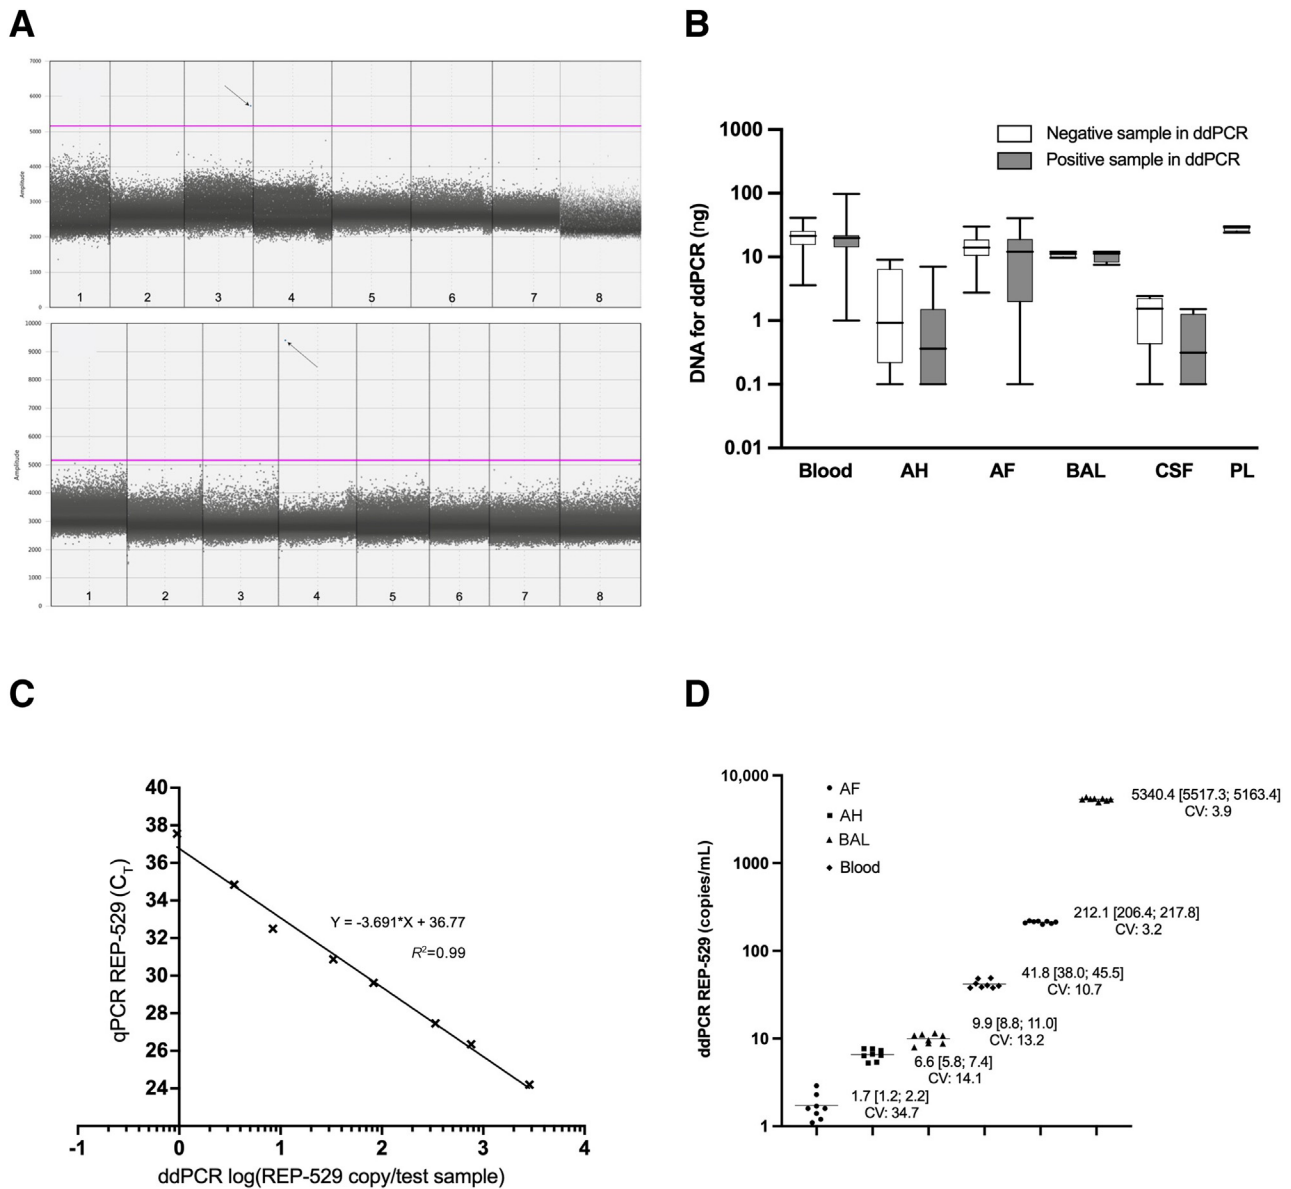 A
7000
6000
5000
4000
3000
2000
1000
0
Amplitude
1 2 3 4 5 6 7 8
10000
9000
8000
7000
6000
5000
4000
3000
2000
1000
0
Amplitude
1 2 3 4 5 6 7 8
B
Negative sample in ddPCR
Positive sample in ddPCR
DNA for ddPCR (ng)
1000
100
10
1
0.1
0.01
Blood AH AF BAL CSF PL
C
qPCR REP-529 (CT)
40
38
36
34
32
30
28
26
24
Y = -3.691*X + 36.77
R2=0.99
-1 0 1 2 3 4
ddPCR log(REP-529 copy/test sample)
D
ddPCR REP-529 (copies/mL)
10,000
1000
100
10
1
AF
AH
BAL
Blood
5340.4 [5517.3; 5163.4]
CV: 3.9
212.1 [206.4; 217.8]
CV: 3.2
41.8 [38.0; 45.5]
CV: 10.7
9.9 [8.8; 11.0]
CV: 13.2
6.6 [5.8; 7.4]
CV: 14.1
1.7 [1.2; 2.2]
CV: 34.7